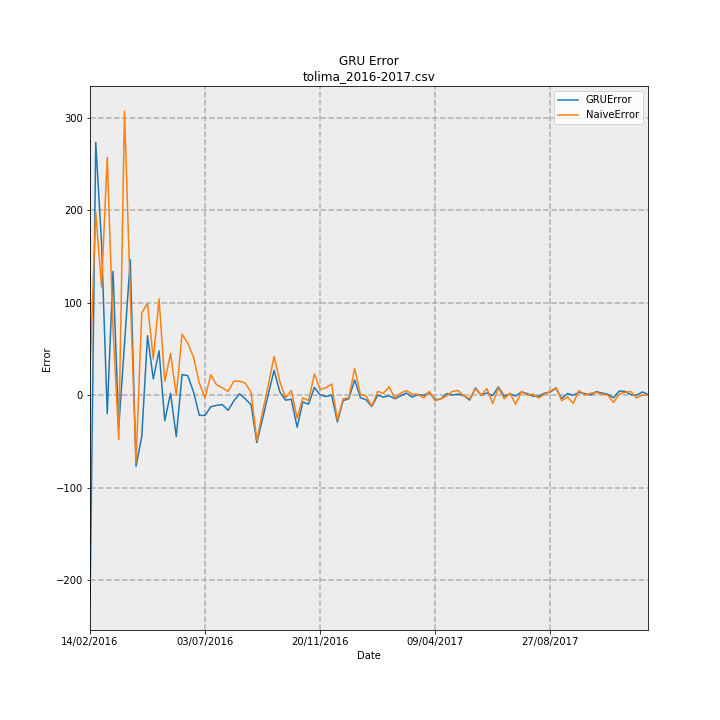 GRU Error
tolima_2016-2017.csv
GRUError
NaiveError
300
200
100
0
−100
−200
Error
14/02/2016
03/07/2016
20/11/2016
09/04/2017
27/08/2017
Date